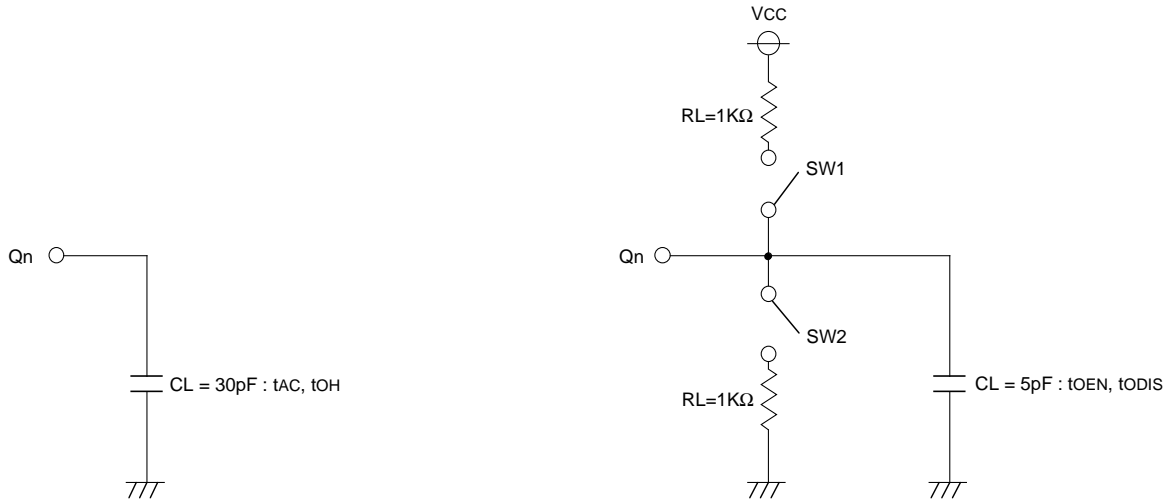 VCC
RL=1KΩ
SW1
Qn
Qn
SW2
CL = 30pF : tAC, tOH
RL=1KΩ
CL = 5pF : tOEN, tODIS